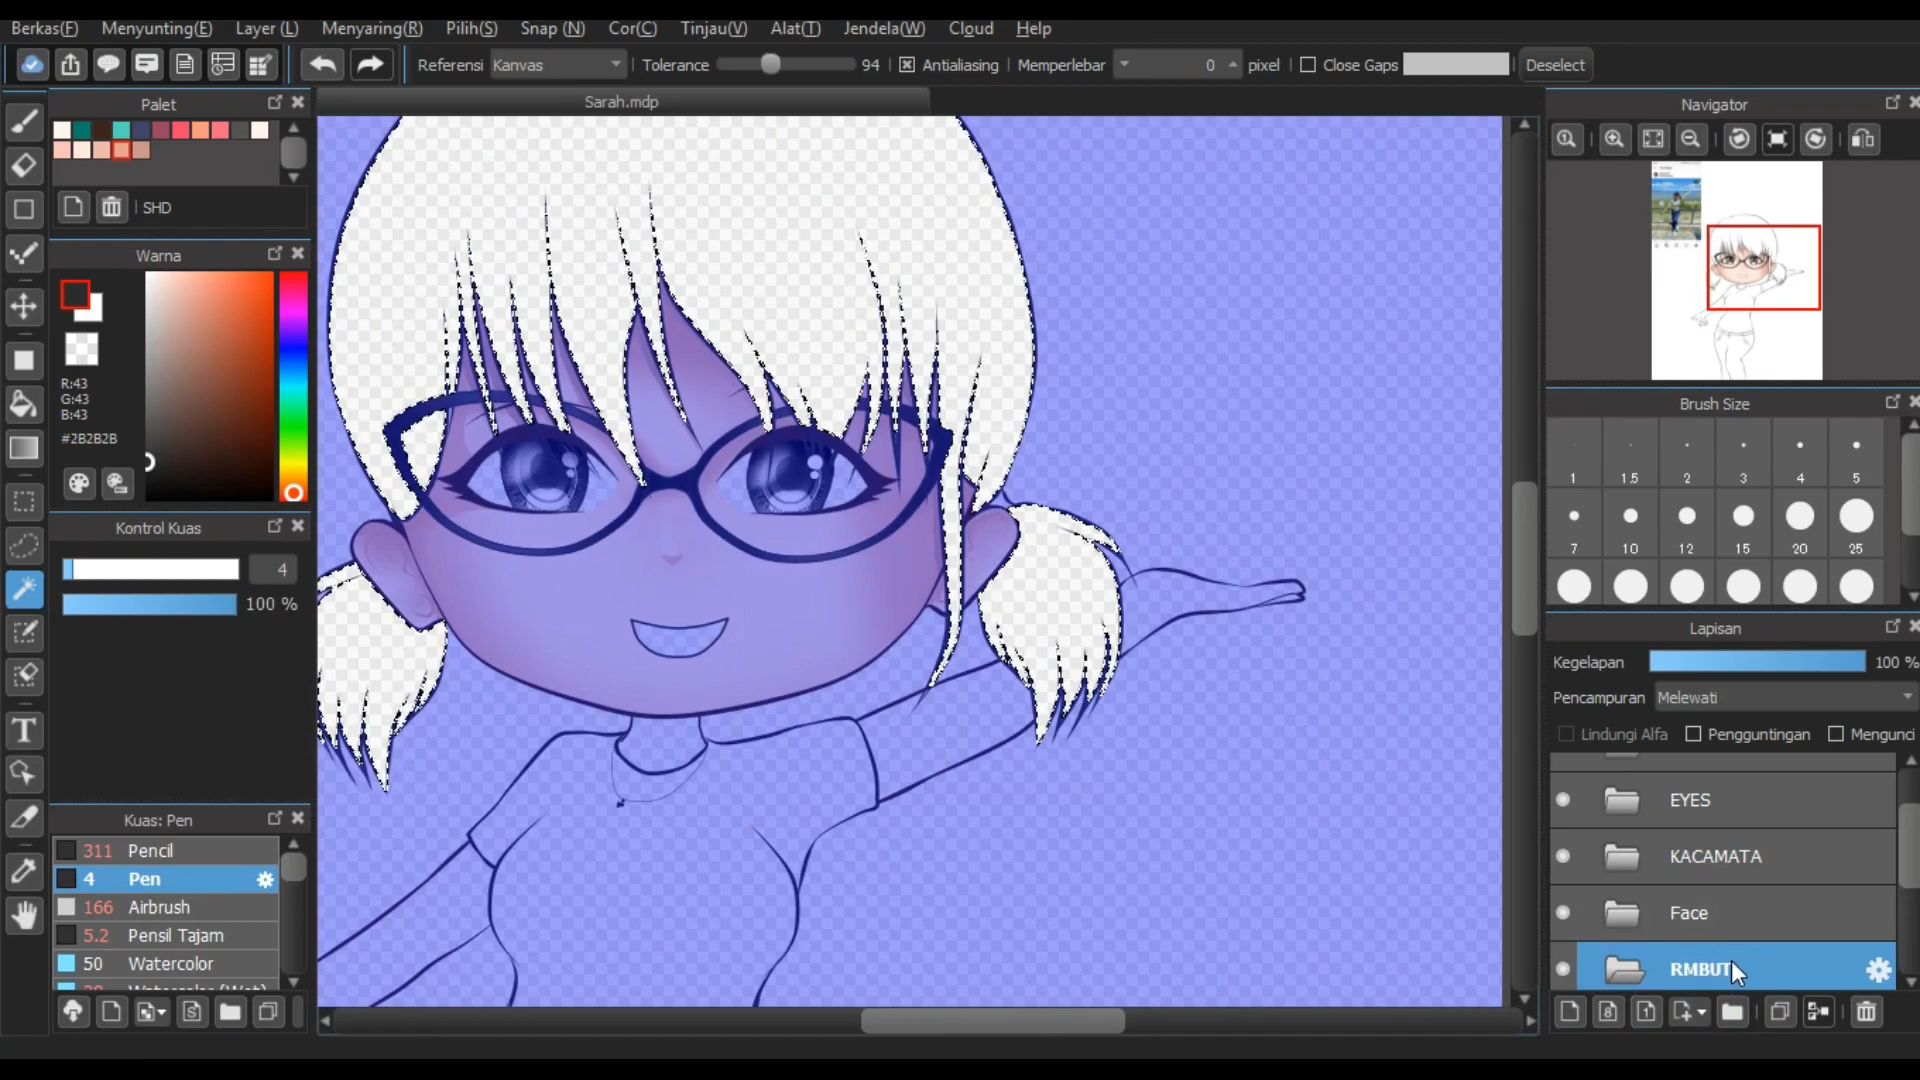 Berkas(F) Menyunting(E) Layer (L) Menyaring(R) Pilih(S) Snap (N) Cor(C) Tinjau(V) Alat(T) Jendela(W) Cloud Help
Referensi Kanvas Tolerance 94 Antialiasing Memperlebar 0 pixel Close Gaps Deselect
Palet
SHD
Warna
R:43
G:43
B:43
#2B2B2B
Kontrol Kuas
4
100 %
Kuas: Pen
311 Pencil
4 Pen
166 Airbrush
5.2 Pensil Tajam
50 Watercolor
Sarah.mdp
Navigator
Brush Size
1 1.5 2 3 4 5
7 10 12 15 20 25
Lapisan
Kegelapan 100 %
Pencampuran Melewati
Lindungi Alfa Pengguntingan Mengunci
EYES
KACAMATA
Face
RMBUT